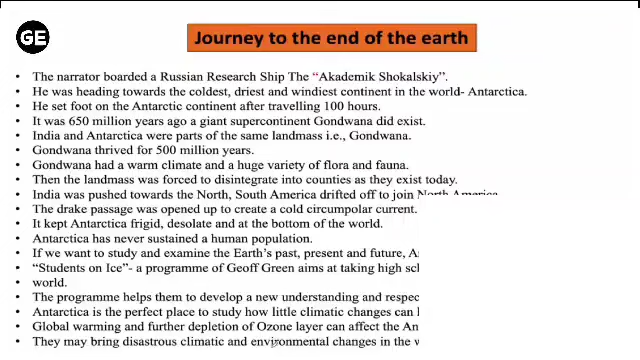 GE
Journey to the end of the earth
• The narrator boarded a Russian Research Ship The “Akademik Shokalskiy”.
• He was heading towards the coldest, driest and windiest continent in the world- Antarctica.
• He set foot on the Antarctic continent after travelling 100 hours.
• It was 650 million years ago a giant supercontinent Gondwana did exist.
• India and Antarctica were parts of the same landmass i.e., Gondwana.
• Gondwana thrived for 500 million years.
• Gondwana had a warm climate and a huge variety of flora and fauna.
• Then the landmass was forced to disintegrate into counties as they exist today.
• India was pushed towards the North, South America drifted off to join North America
• The drake passage was opened up to create a cold circumpolar current.
• It kept Antarctica frigid, desolate and at the bottom of the world.
• Antarctica has never sustained a human population.
• If we want to study and examine the Earth’s past, present and future,
• “Students on Ice”- a programme of Geoff Green aims at taking high
• world.
• The programme helps them to develop a new understanding and
• Antarctica is the perfect place to study how little climatic changes can
• Global warming and further depletion of Ozone layer can affect the
• They may bring disastrous climatic and environmental changes in the